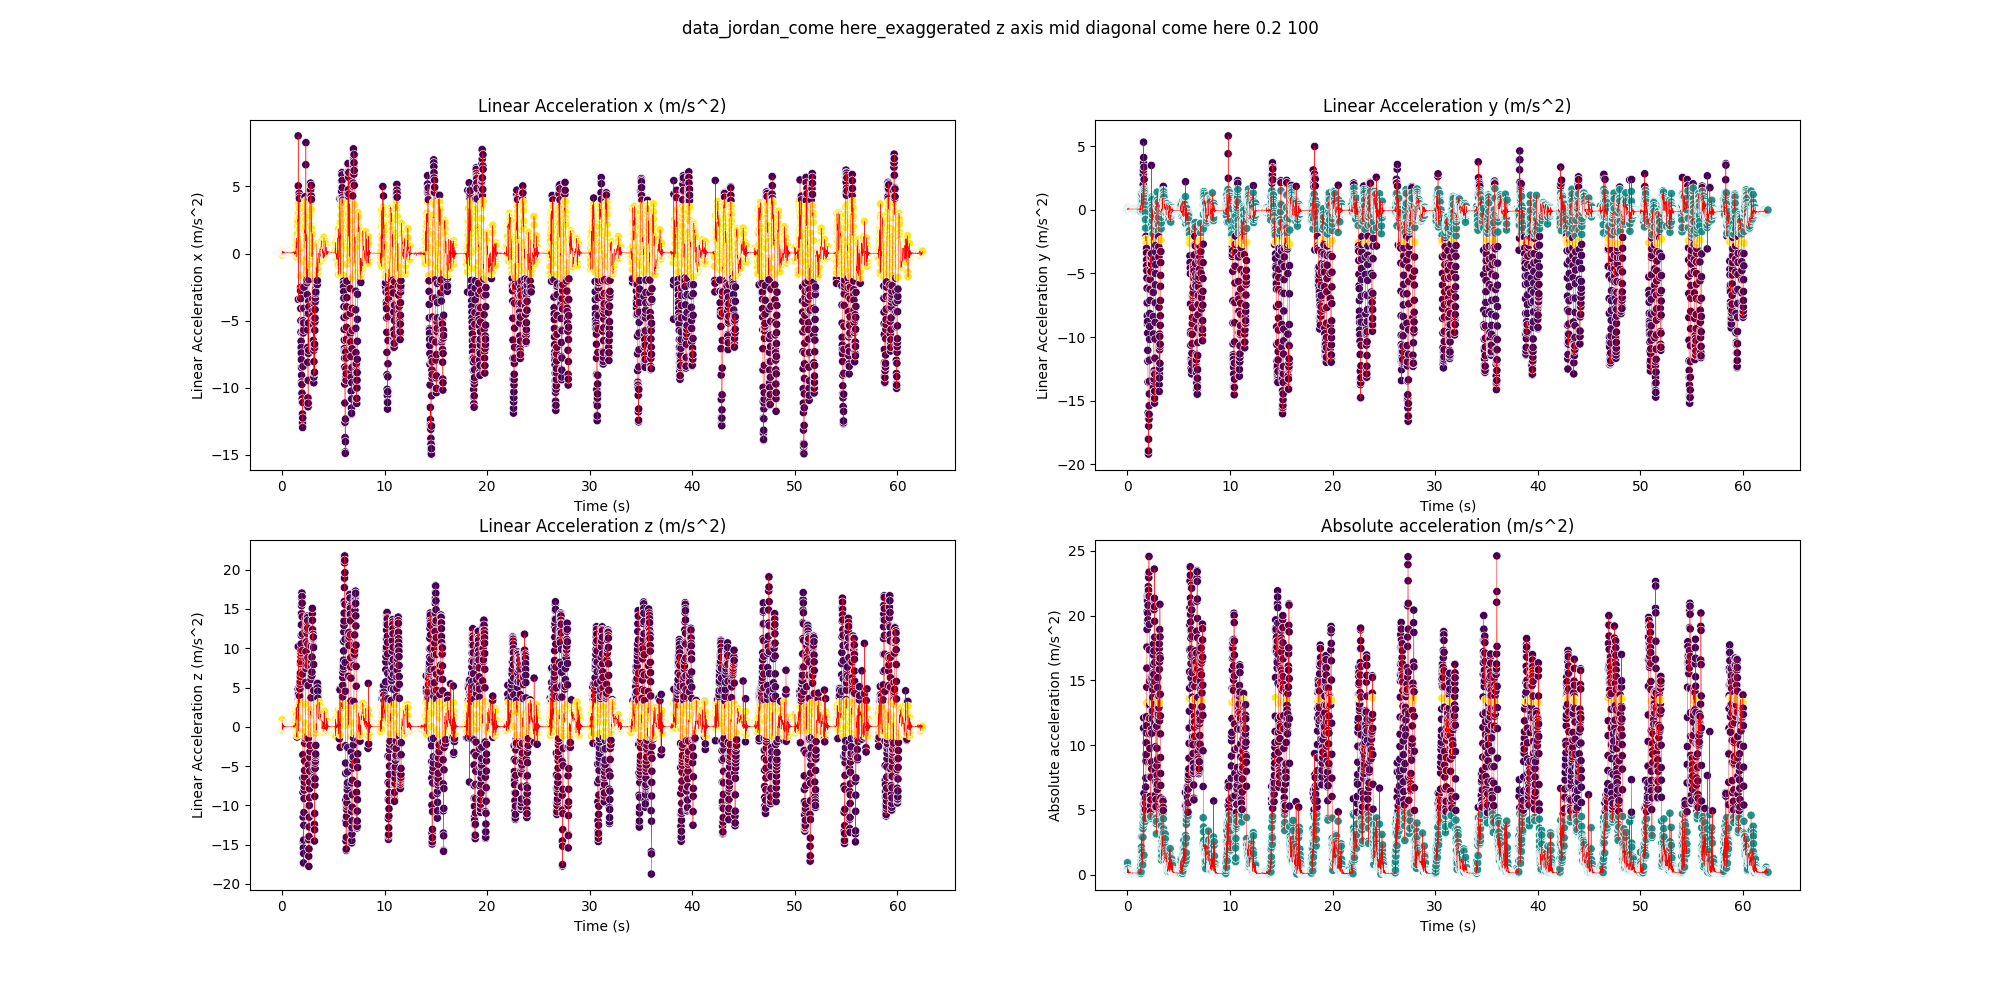 data_jordan_come here_exaggerated z axis mid diagonal come here 0.2 100
Linear Acceleration x (m/s^2)
Linear Acceleration x (m/s^2)
5
0
−5
−10
−15
0 10 20 30 40 50 60
Time (s)
Linear Acceleration y (m/s^2)
Linear Acceleration y (m/s^2)
5
0
−5
−10
−15
−20
0 10 20 30 40 50 60
Time (s)
Linear Acceleration z (m/s^2)
Linear Acceleration z (m/s^2)
20
15
10
5
0
−5
−10
−15
−20
0 10 20 30 40 50 60
Time (s)
Absolute acceleration (m/s^2)
Absolute acceleration (m/s^2)
25
20
15
10
5
0
0 10 20 30 40 50 60
Time (s)